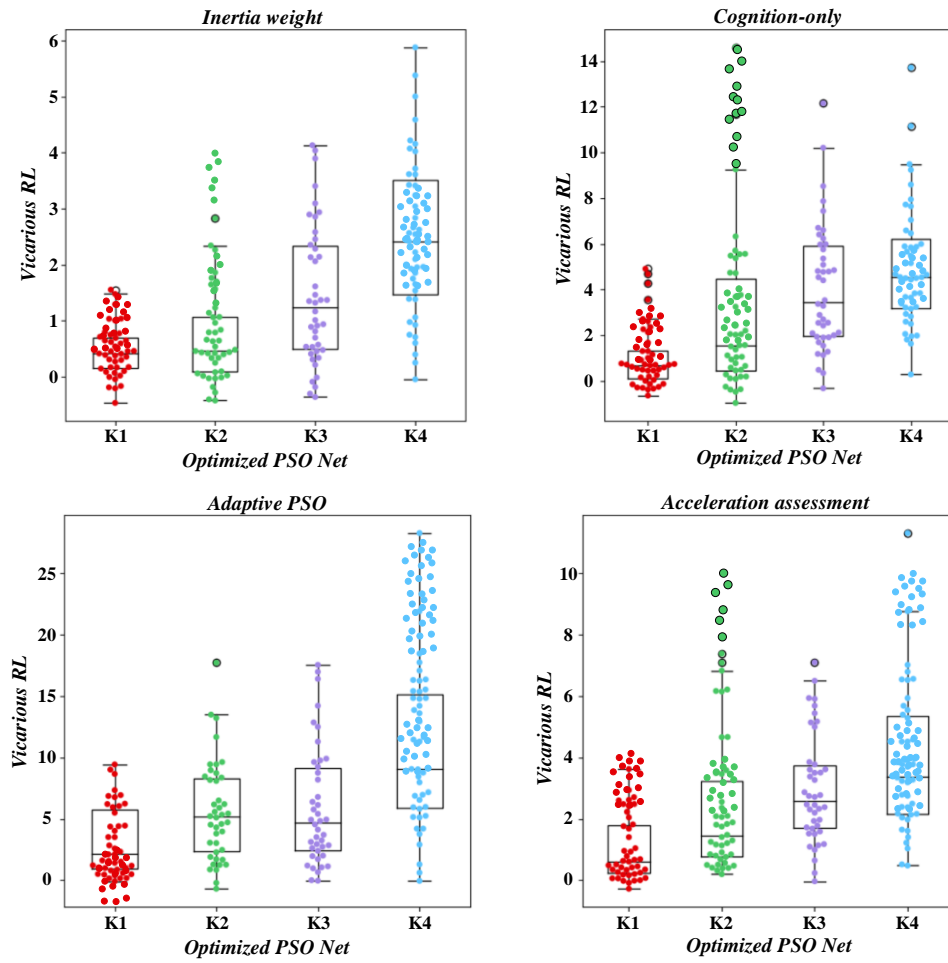 Inertia weight
6
5
4
3
2
1
0
Vicarious RL
K1 K2 K3 K4
Optimized PSO Net
Cognition-only
14
12
10
8
6
4
2
0
Vicarious RL
K1 K2 K3 K4
Optimized PSO Net
Adaptive PSO
25
20
15
10
5
0
Vicarious RL
K1 K2 K3 K4
Optimized PSO Net
Acceleration assessment
10
8
6
4
2
0
Vicarious RL
K1 K2 K3 K4
Optimized PSO Net